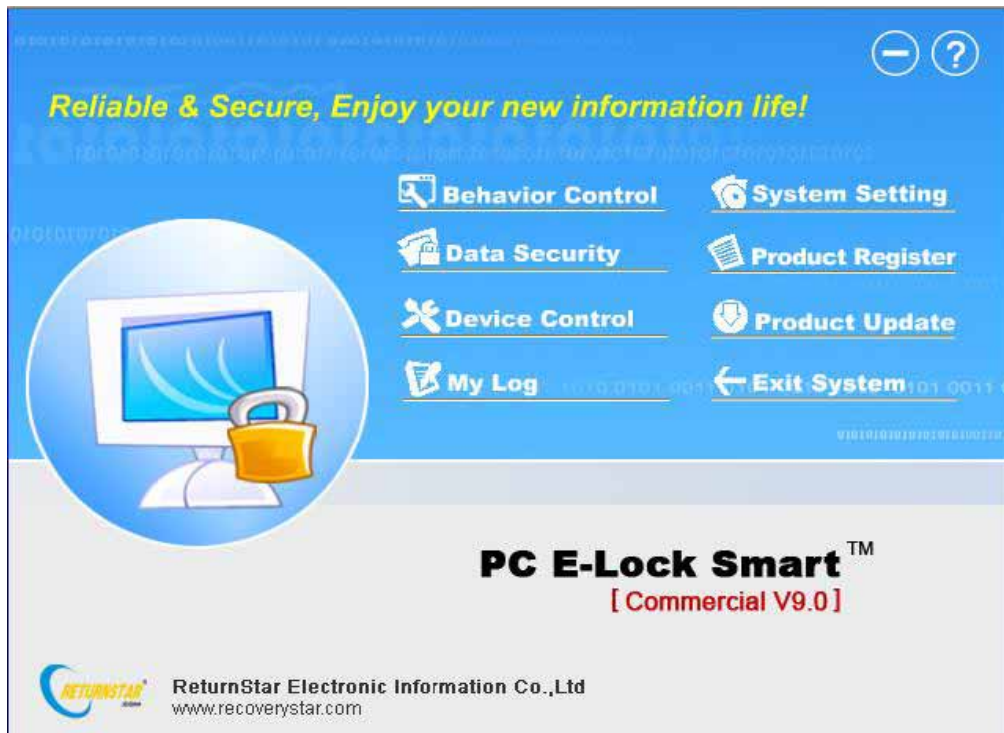 ?
Reliable & Secure, Enjoy your new information life!
Behavior Control
System Setting
Data Security
Product Register
Device Control
Product Update
My Log
Exit System
PC E-Lock Smart™
[ Commercial V9.0 ]
RETURNSTAR
ReturnStar Electronic Information Co.,Ltd
www.recoverystar.com